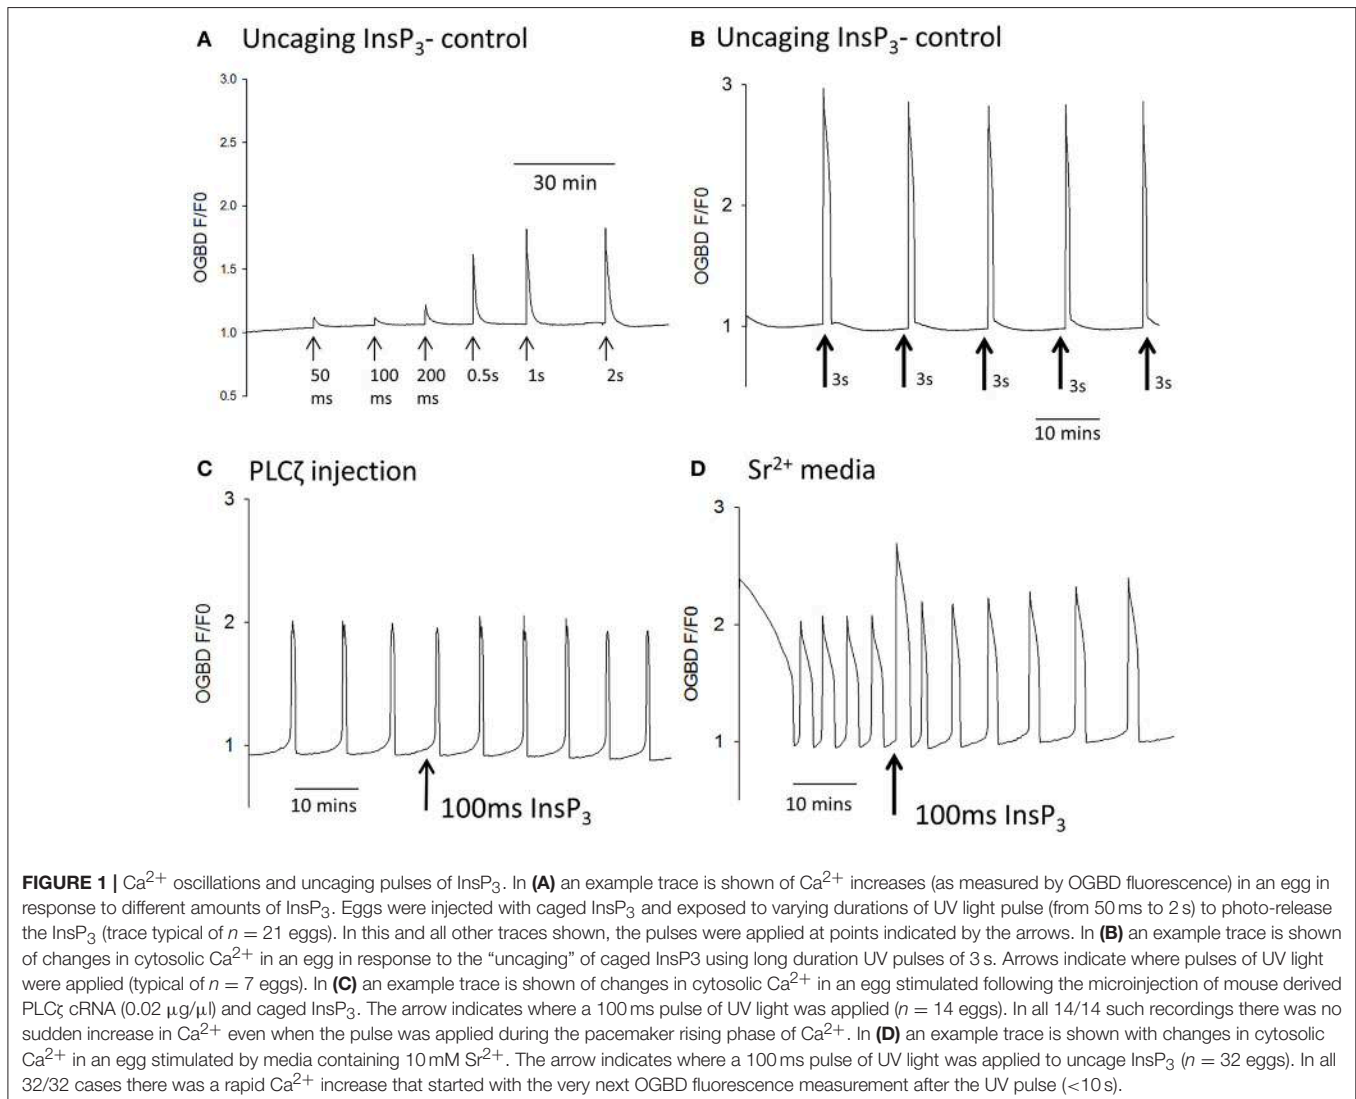 A Uncaging InsP3- control
3.0
2.5
2.0
1.5
1.0
0.5
OGBD F/F0
30 min
50 ms
100 ms
200 ms
0.5s
1s
2s
B Uncaging InsP3- control
3
2
1
OGBD F/F0
3s
3s
3s
3s
3s
10 mins
C PLCζ injection
3
2
1
OGBD F/F0
10 mins
100ms InsP3
D Sr2+ media
3
2
1
OGBD F/F0
10 mins
100ms InsP3
FIGURE 1 | Ca2+ oscillations and uncaging pulses of InsP3. In (A) an example trace is shown of Ca2+ increases (as measured by OGBD fluorescence) in an egg in
response to different amounts of InsP3. Eggs were injected with caged InsP3 and exposed to varying durations of UV light pulse (from 50 ms to 2 s) to photo-release
the InsP3 (trace typical of n = 21 eggs). In this and all other traces shown, the pulses were applied at points indicated by the arrows. In (B) an example trace is shown
of changes in cytosolic Ca2+ in an egg in response to the “uncaging” of caged InsP3 using long duration UV pulses of 3 s. Arrows indicate where pulses of UV light
were applied (typical of n = 7 eggs). In (C) an example trace is shown of changes in cytosolic Ca2+ in an egg stimulated following the microinjection of mouse derived
PLCζ cRNA (0.02 μg/μl) and caged InsP3. The arrow indicates where a 100 ms pulse of UV light was applied (n = 14 eggs). In all 14/14 such recordings there was no
sudden increase in Ca2+ even when the pulse was applied during the pacemaker rising phase of Ca2+. In (D) an example trace is shown with changes in cytosolic
Ca2+ in an egg stimulated by media containing 10 mM Sr2+. The arrow indicates where a 100 ms pulse of UV light was applied to uncage InsP3 (n = 32 eggs). In all
32/32 cases there was a rapid Ca2+ increase that started with the very next OGBD fluorescence measurement after the UV pulse (<10 s).